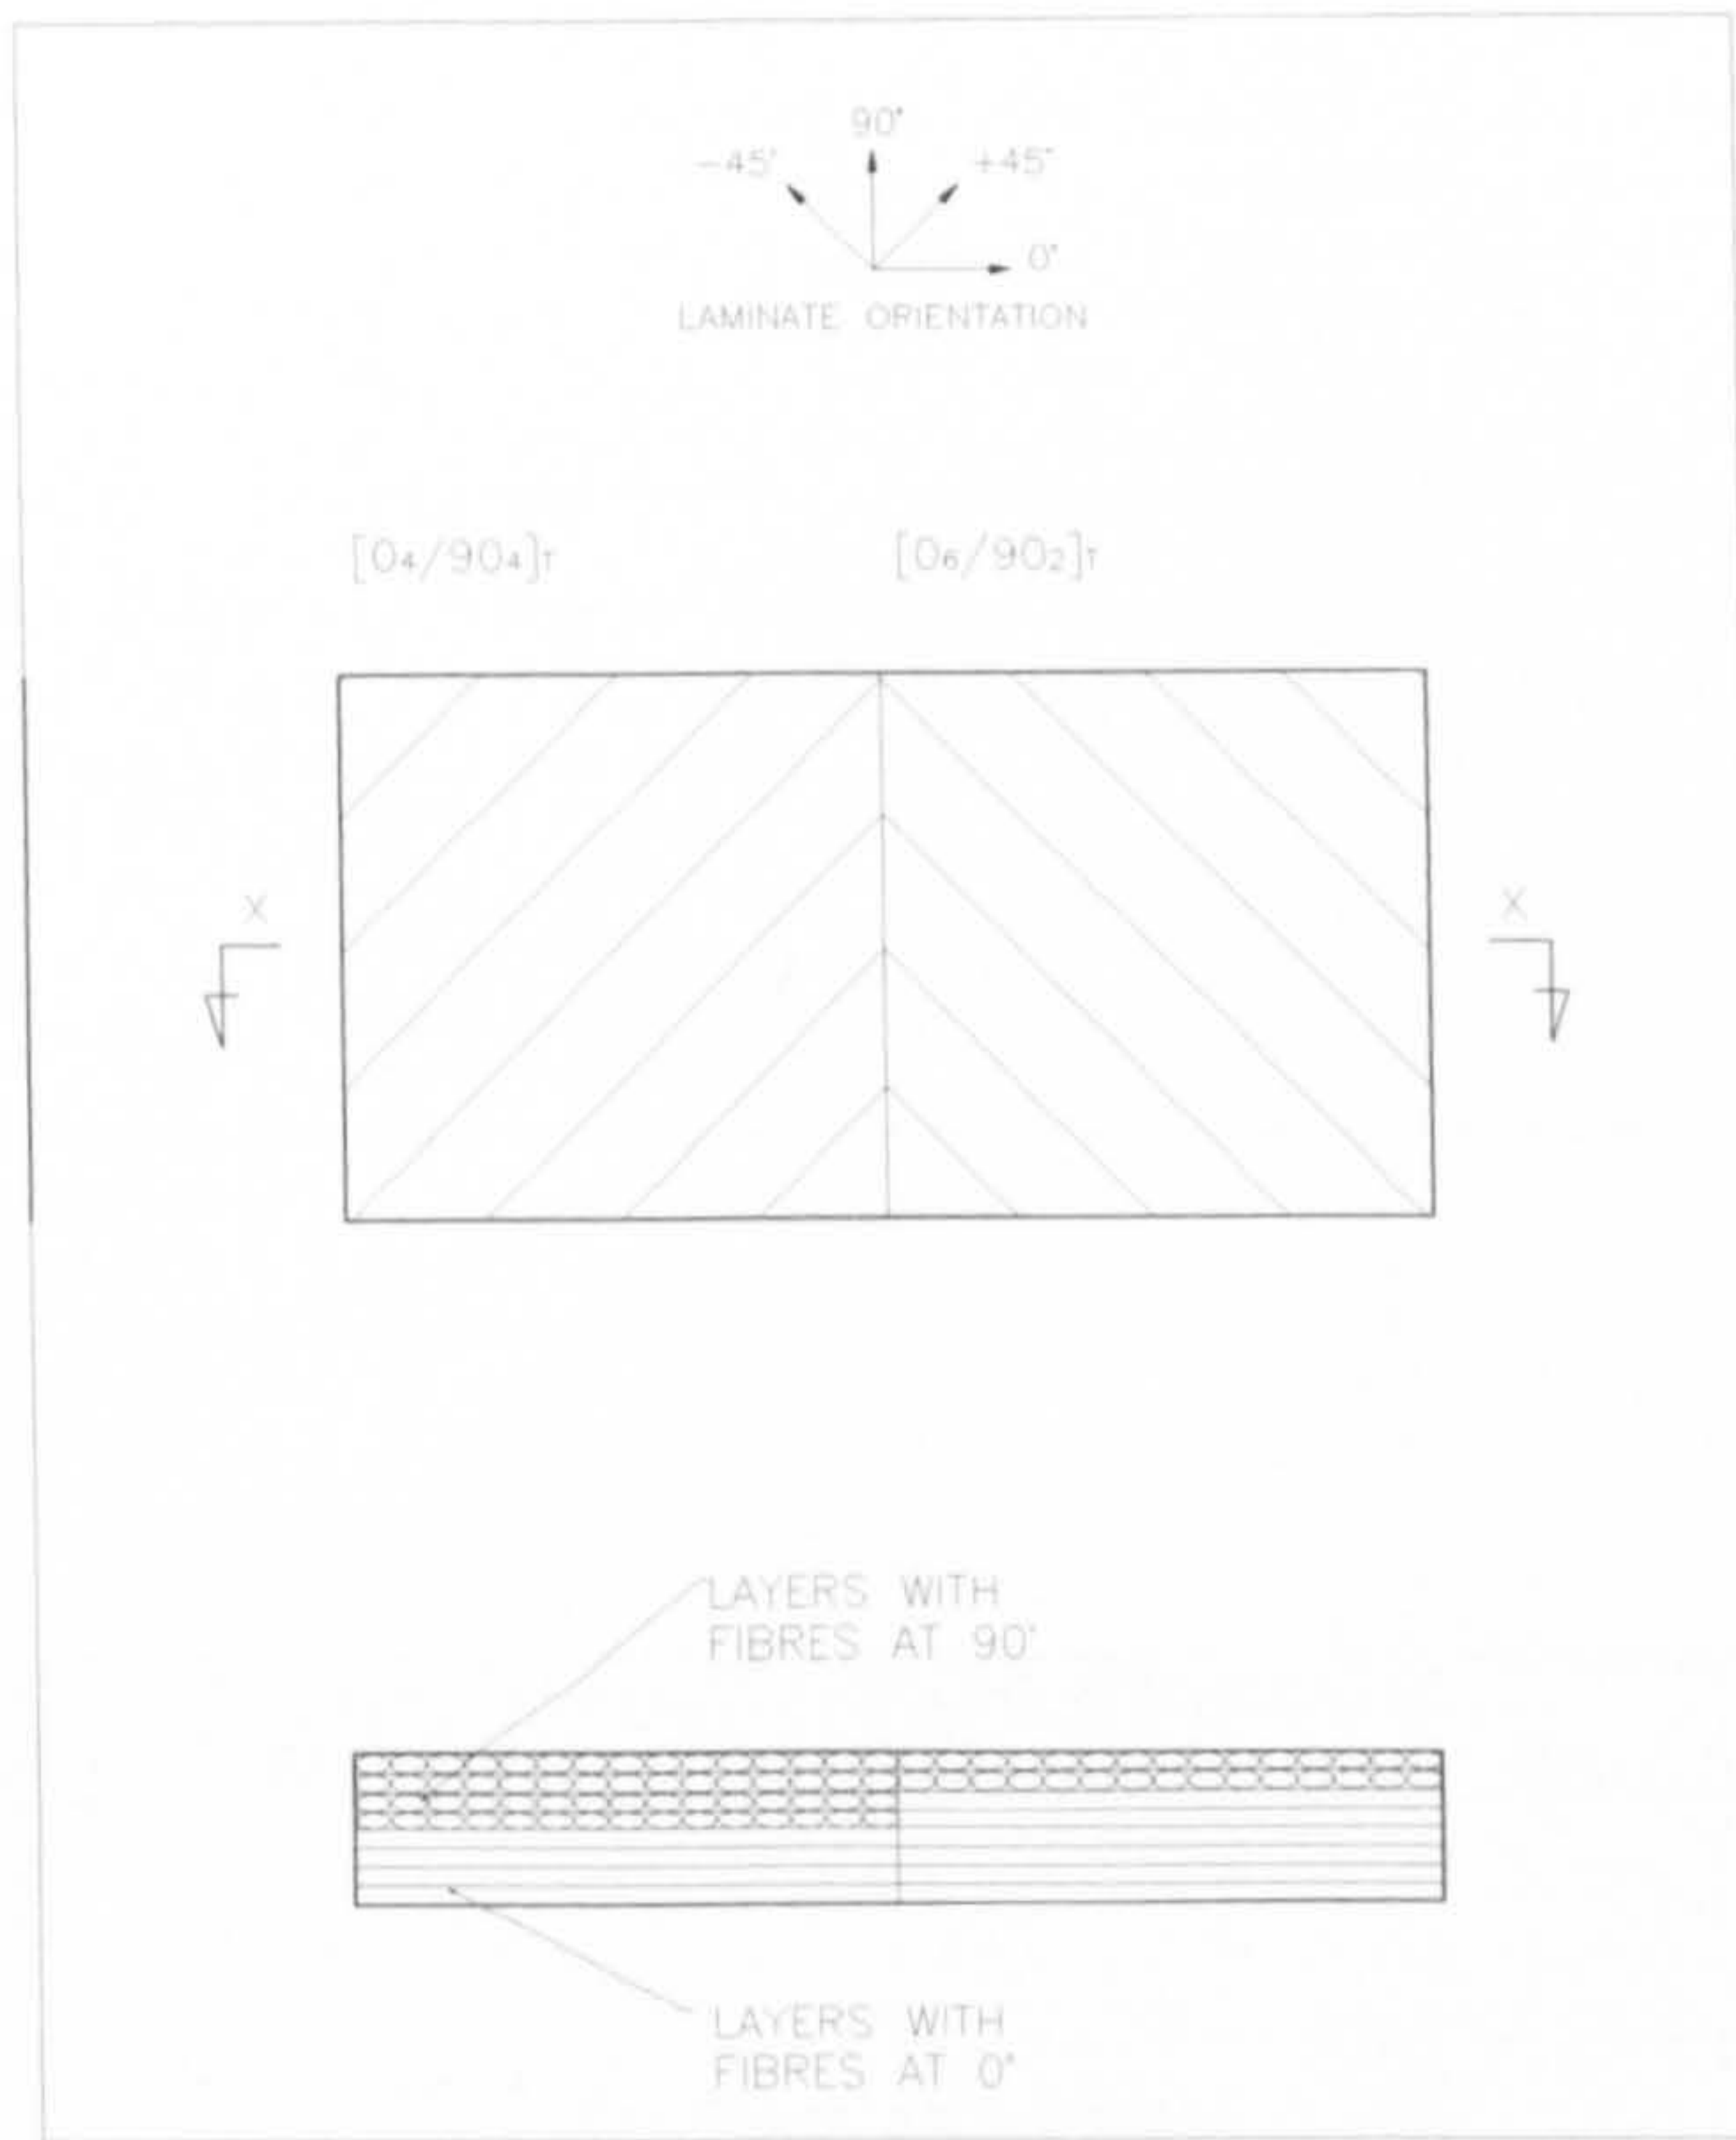 90°
-45° +45°
0°
LAMINATE ORIENTATION
[0₄/90₄]T [0₆/90₂]T
X X
LAYERS WITH
FIBRES AT 90°
LAYERS WITH
FIBRES AT 0°